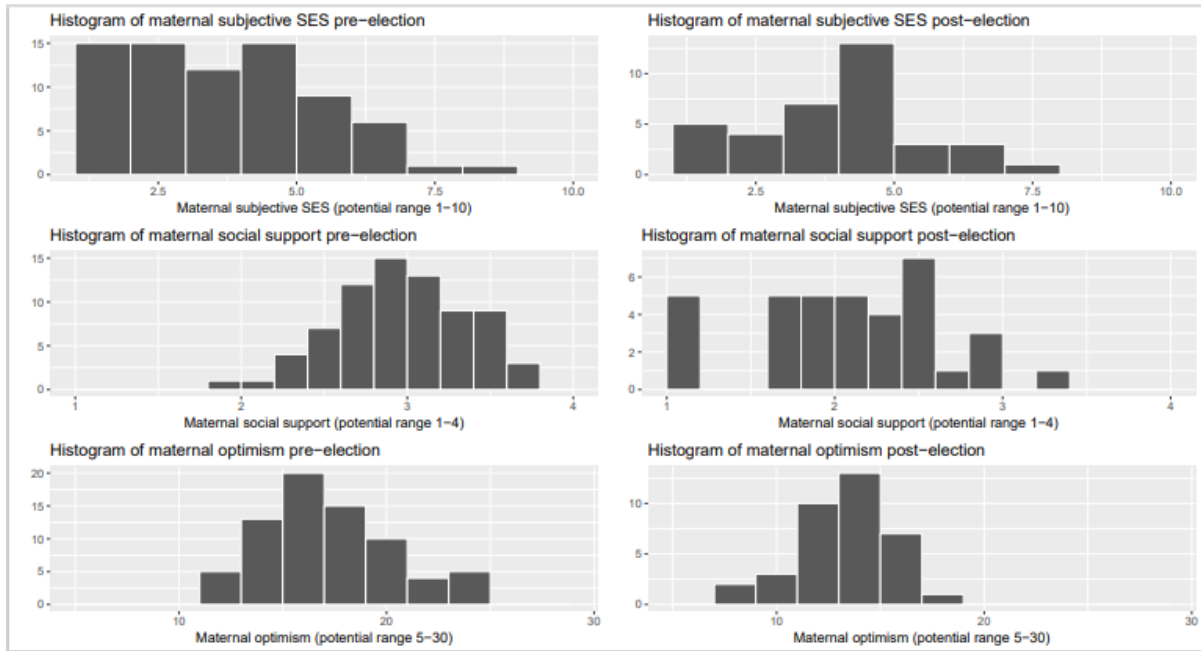 Histogram of maternal subjective SES pre−election
15
10
5
0
2.5 5.0 7.5 10.0
Maternal subjective SES (potential range 1−10)
Histogram of maternal subjective SES post−election
10
5
0
2.5 5.0 7.5 10.0
Maternal subjective SES (potential range 1−10)
Histogram of maternal social support pre−election
15
10
5
0
1 2 3 4
Maternal social support (potential range 1−4)
Histogram of maternal social support post−election
6
4
2
0
1 2 3 4
Maternal social support (potential range 1−4)
Histogram of maternal optimism pre−election
20
15
10
5
0
10 20 30
Maternal optimism (potential range 5−30)
Histogram of maternal optimism post−election
10
5
0
10 20 30
Maternal optimism (potential range 5−30)